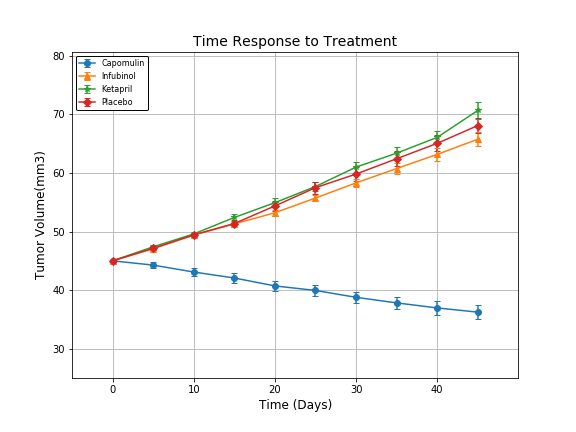 Time Response to Treatment
Capomulin
Infubinol
Ketapril
Placebo
Tumor Volume(mm3)
80
70
60
50
40
30
0
10
20
30
40
Time (Days)